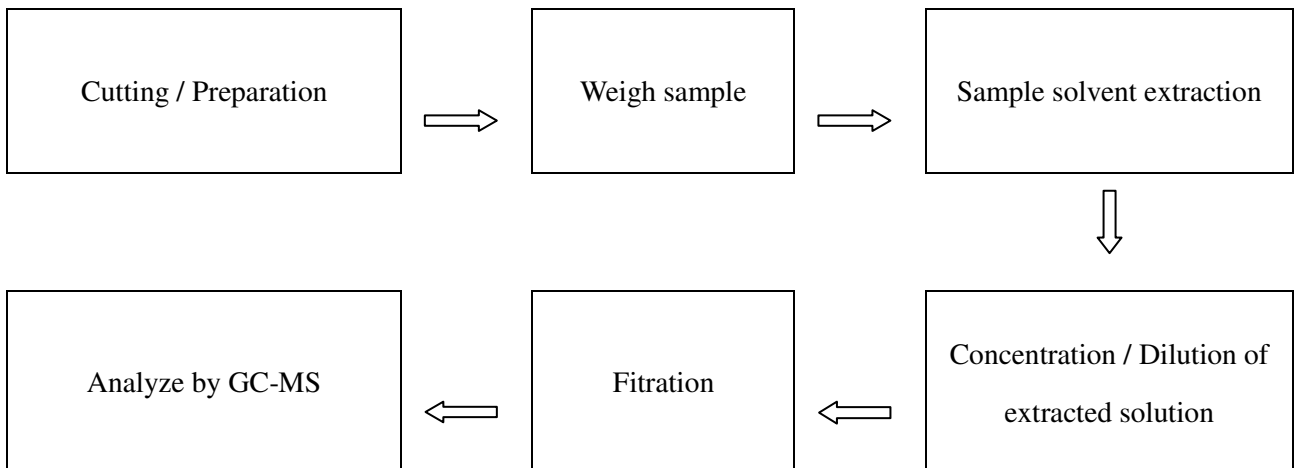 Cutting / Preparation
Weigh sample
Sample solvent extraction
Concentration / Dilution of
extracted solution
Fitration
Analyze by GC-MS